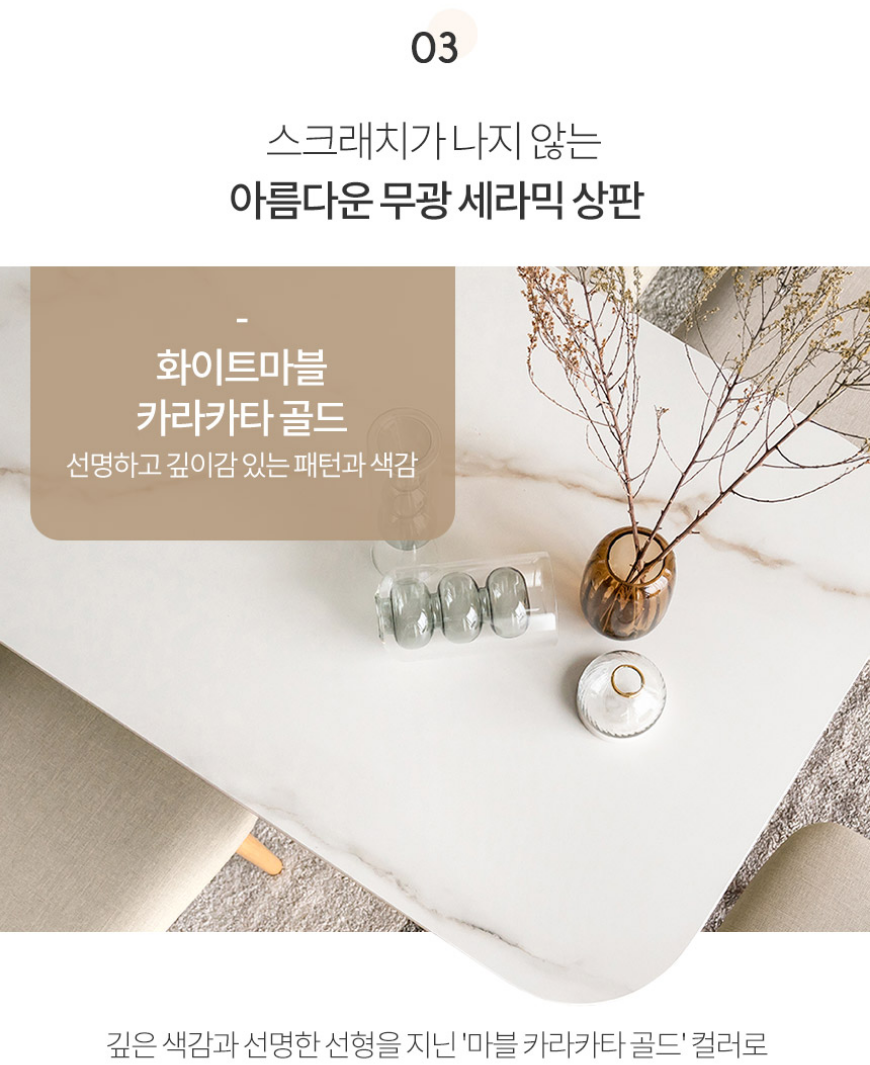 03
스크래치가 나지 않는
아름다운 무광 세라믹 상판
-
화이트마블
카라카타 골드
선명하고 깊이감 있는 패턴과 색감
깊은 색감과 선명한 선형을 지닌 '마블 카라카타 골드' 컬러로